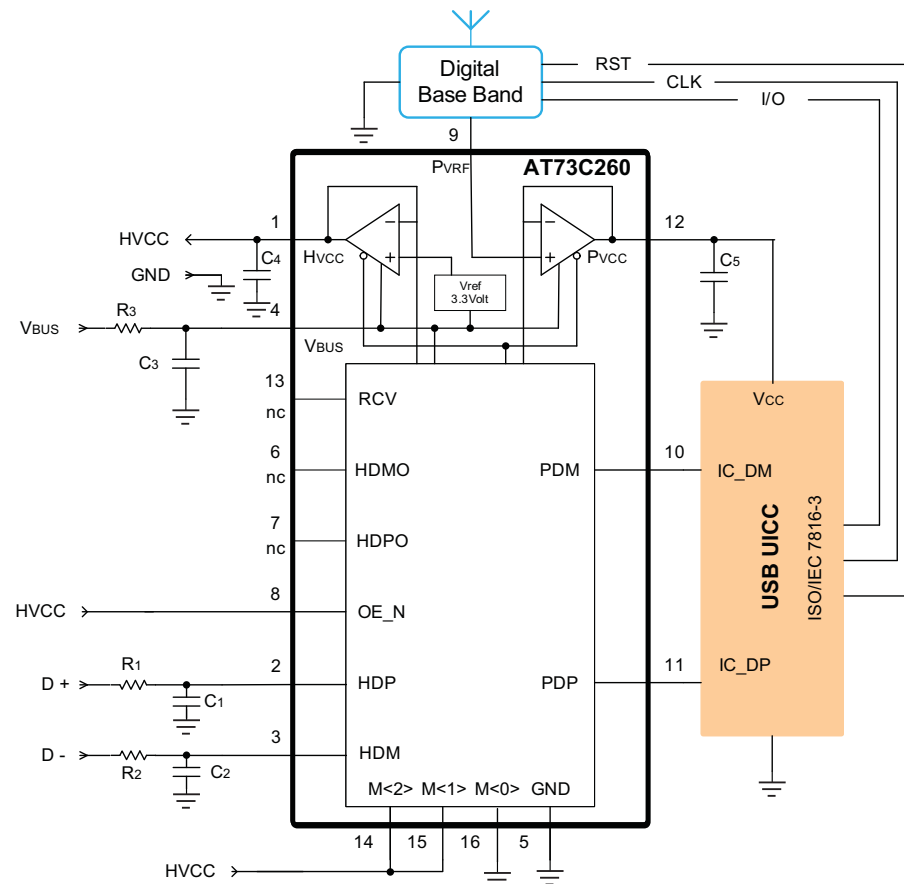 Digital
Base Band
RST
CLK
I/O
9
PVRF
AT73C260
1
12
HVCC
HVCC
PVCC
C4
C5
GND
Vref
3.3Volt
4
R3
VBUS
VBUS
C3
13
nc
RCV
VCC
6
nc
HDMO
PDM
10
IC_DM
7
nc
HDPO
USB UICC
ISO/IEC 7816-3
8
HVCC
OE_N
R1
2
D +
HDP
C1
PDP
11
IC_DP
3
D -
HDM
R2
C2
M<2>
M<1>
M<0>
GND
14
15
16
5
HVCC